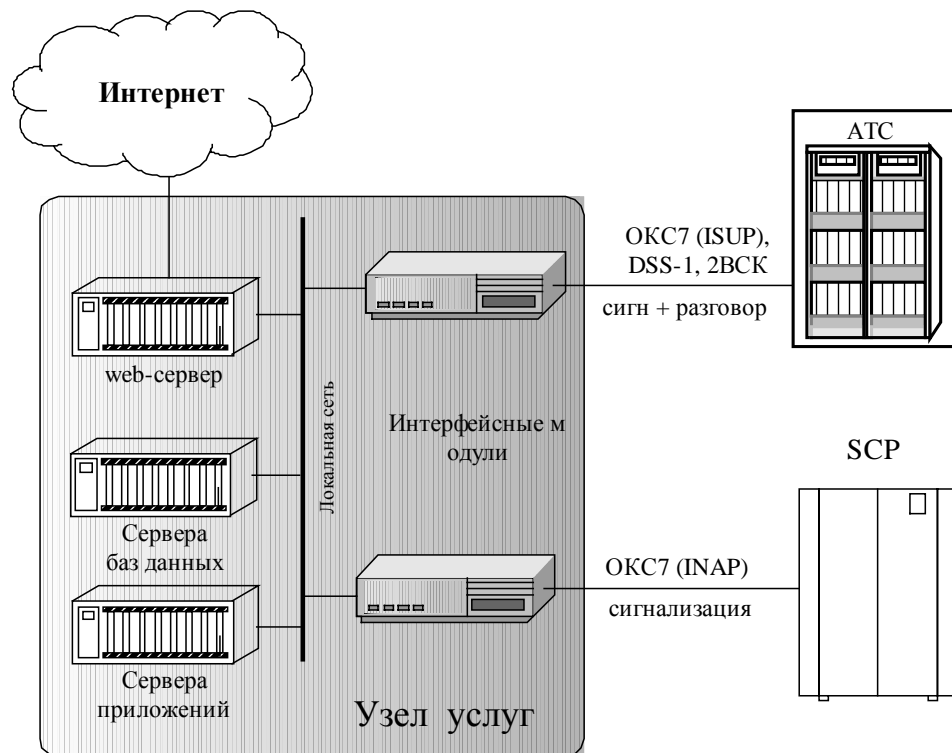 Интернет
АТС
ОКС7 (ISUP),
DSS-1, 2ВСК
сигн + разговор
web-сервер
Локальная сеть
Интерфейсные м
одули
SCP
Сервера
баз данных
ОКС7 (INAP)
сигнализация
Сервера
приложений
Узел услуг